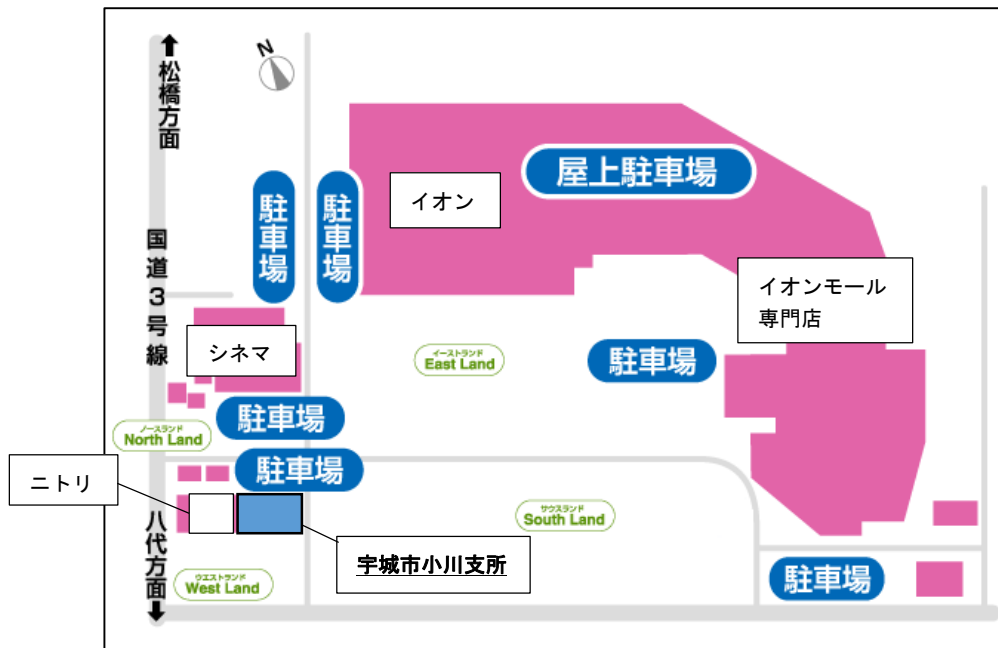 N
松橋方面
屋上駐車場
イオン
駐車場
駐車場
国道3号線
イオンモール
専門店
シネマ
イーストランド
East Land
駐車場
駐車場
ノースランド
North Land
駐車場
ニトリ
サウスランド
South Land
八代方面
宇城市小川支所
ウエストランド
West Land
駐車場